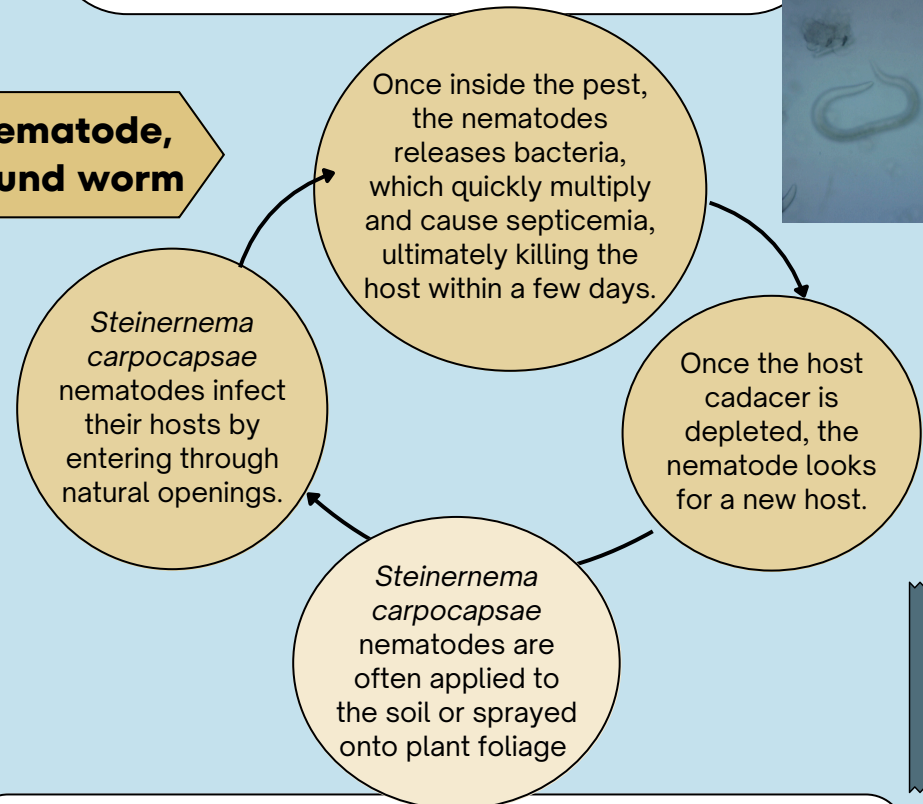 ematode,
und worm
Once inside the pest,
the nematodes
releases bacteria,
which quickly multiply
and cause septicemia,
ultimately killing the
host within a few days.
Steinernema
carpocapsae
nematodes infect
their hosts by
entering through
natural openings.
Once the host
cadacer is
depleted, the
nematode looks
for a new host.
Steinernema
carpocapsae
nematodes are
often applied to
the soil or sprayed
onto plant foliage